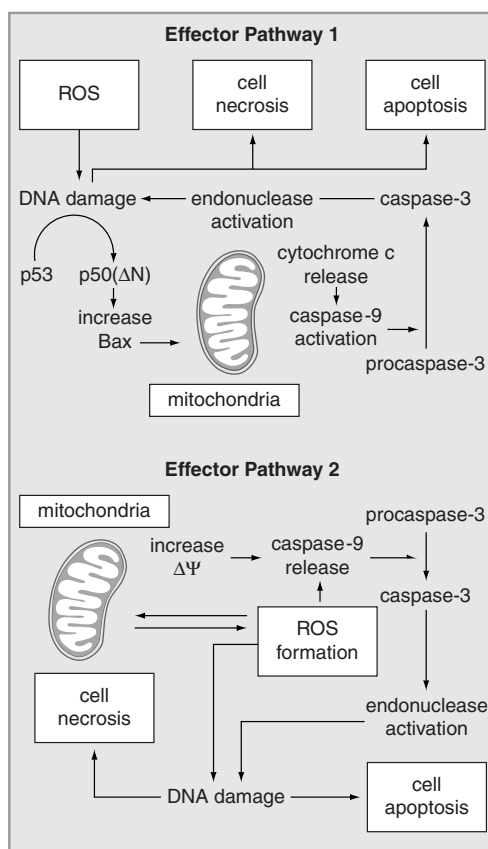 Effector Pathway 1
ROS
cell
necrosis
cell
apoptosis
DNA damage
endonuclease
activation
caspase-3
p53
p50(ΔN)
increase
Bax
cytochrome c
release
caspase-9
activation
procaspase-3
mitochondria
Effector Pathway 2
mitochondria
procaspase-3
increase
ΔΨ
caspase-9
release
caspase-3
ROS
formation
cell
necrosis
endonuclease
activation
DNA damage
cell
apoptosis